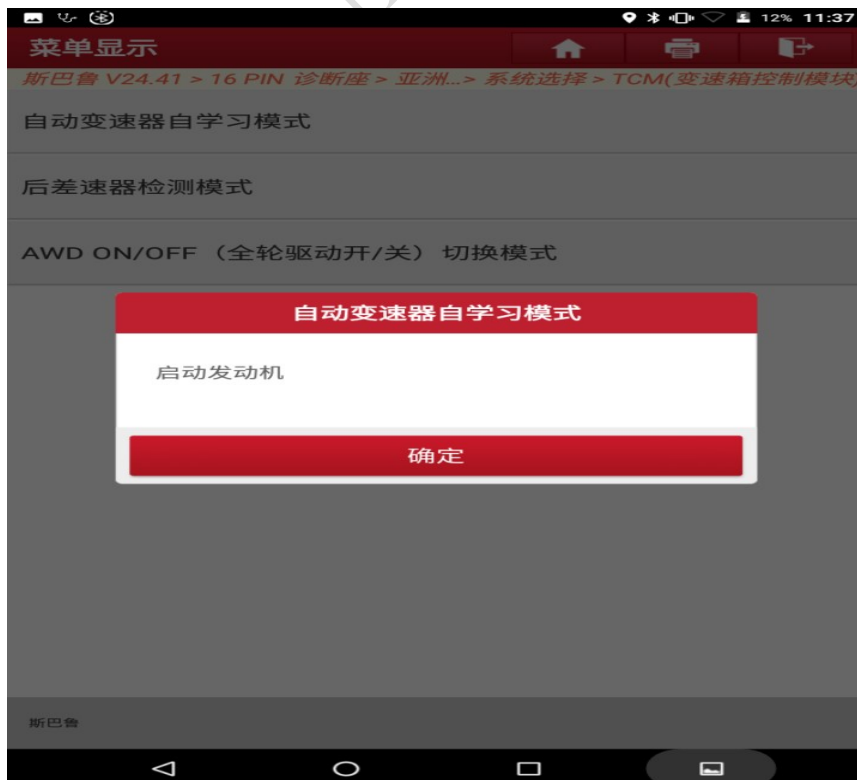 12% 11:37
菜单显示
斯巴鲁 V24.41 > 16 PIN 诊断座 > 亚洲...> 系统选择 > TCM(变速箱控制模块)
自动变速器自学习模式
后差速器检测模式
AWD ON/OFF（全轮驱动开/关）切换模式
自动变速器自学习模式
启动发动机
确定
斯巴鲁